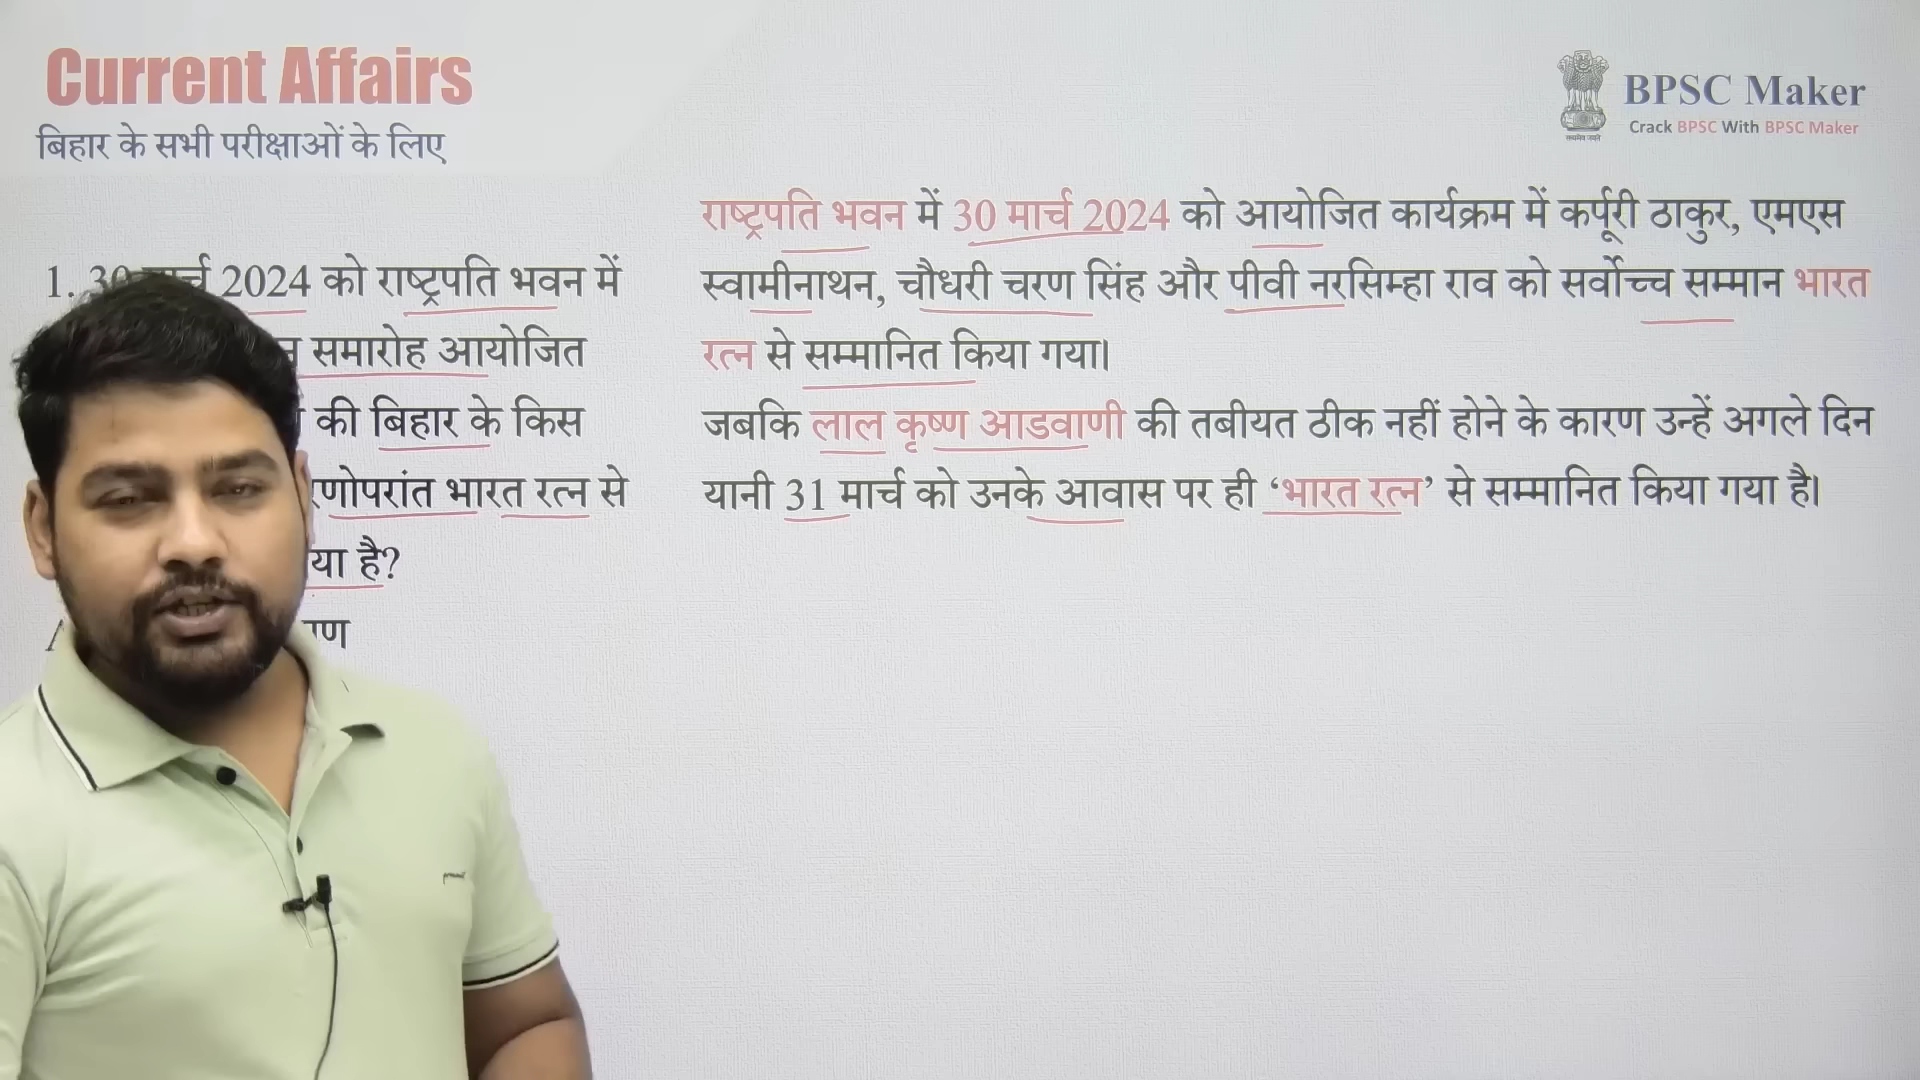 Current Affairs
बिहार के सभी परीक्षाओं के लिए
BPSC Maker
Crack BPSC With BPSC Maker
1. 30 मार्च 2024 को राष्ट्रपति भवन में
समारोह आयोजित
की बिहार के किस
भारत रत्न से
है?
राष्ट्रपति भवन में 30 मार्च 2024 को आयोजित कार्यक्रम में कर्पूरी ठाकुर, एमएस
स्वामीनाथन, चौधरी चरण सिंह और पीवी नरसिम्हा राव को सर्वोच्च सम्मान भारत
रत्न से सम्मानित किया गया।
जबकि लाल कृष्ण आडवाणी की तबीयत ठीक नहीं होने के कारण उन्हें अगले दिन
यानी 31 मार्च को उनके आवास पर ही ‘भारत रत्न’ से सम्मानित किया गया है।